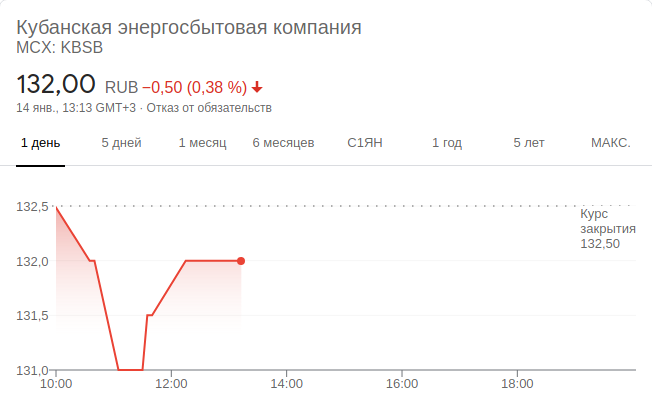 Кубанская энергосбытовая компания
MCX: KBSB
132,00 RUB −0,50 (0,38 %)
14 янв., 13:13 GMT+3 · Отказ от обязательств
1 день 5 дней 1 месяц 6 месяцев С1ЯН 1 год 5 лет МАКС.
132,5
Курс
закрытия
132,50
132,0
131,5
131,0
10:00 12:00 14:00 16:00 18:00